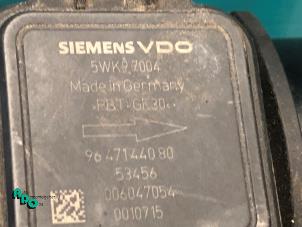 SIEMENS VDO
5WK9 7004
Made in Germany
>PBT-GF30<
96 471 440 80
53456
006047054
0010715